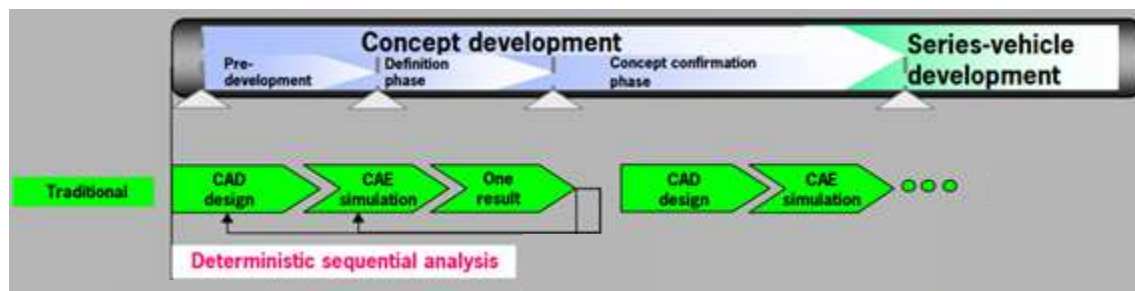 Concept development
Series-vehicle
development
Pre-
development
Definition
phase
Concept confirmation
phase
Traditional
CAD
design
CAE
simulation
One
result
CAD
design
CAE
simulation
Deterministic sequential analysis